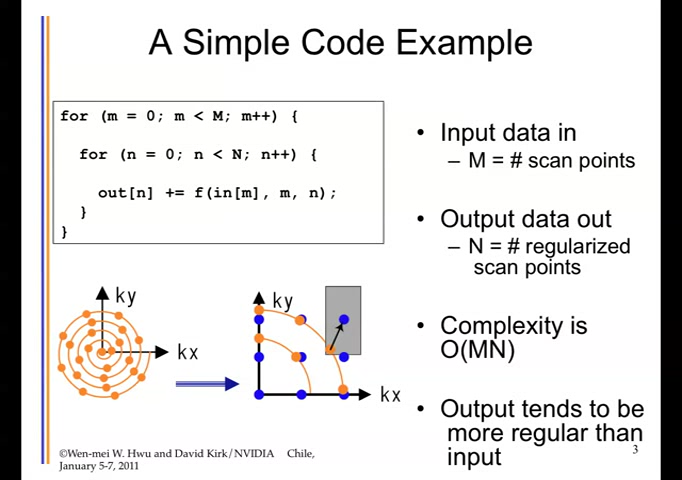 A Simple Code Example
for (m = 0; m < M; m++) {
for (n = 0; n < N; n++) {
out[n] += f(in[m], m, n);
}
}
• Input data in
– M = # scan points
• Output data out
– N = # regularized
scan points
• Complexity is
O(MN)
• Output tends to be
more regular than
input
ky
kx
ky
kx
©Wen-mei W. Hwu and David Kirk/NVIDIA Chile,
January 5-7, 2011
3